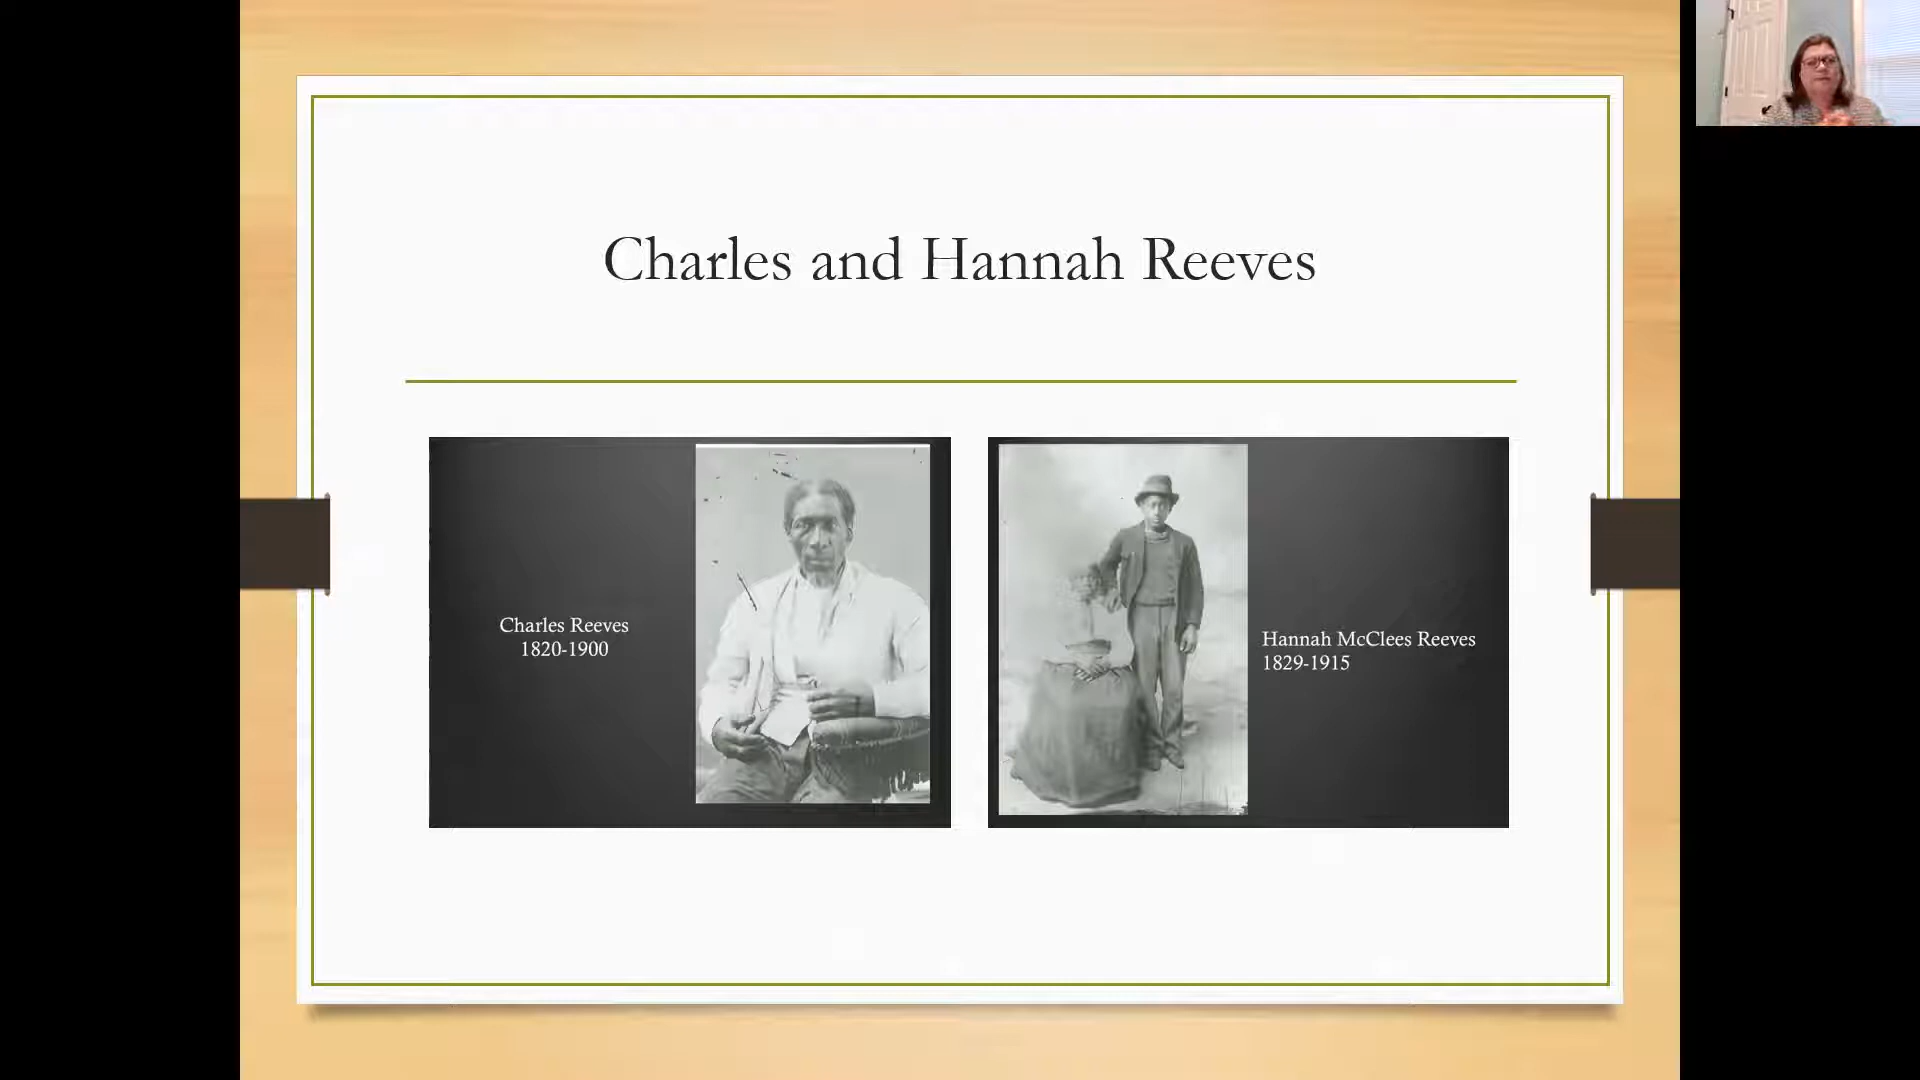 Charles and Hannah Reeves
Charles Reeves
1820-1900
Hannah McClees Reeves
1829-1915